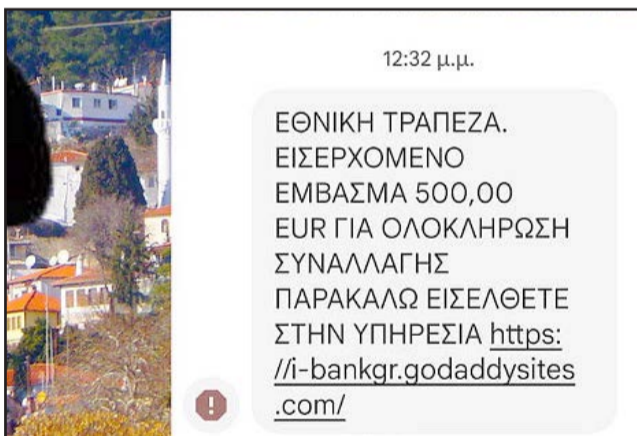 12:32 μ.μ.
ΕΘΝΙΚΗ ΤΡΑΠΕΖΑ.
ΕΙΣΕΡΧΟΜΕΝΟ
ΕΜΒΑΣΜΑ 500,00
EUR ΓΙΑ ΟΛΟΚΛΗΡΩΣΗ
ΣΥΝΑΛΛΑΓΗΣ
ΠΑΡΑΚΑΛΩ ΕΙΣΕΛΘΕΤΕ
ΣΤΗΝ ΥΠΗΡΕΣΙΑ https:
//i-bankgr.godaddysites
.com/